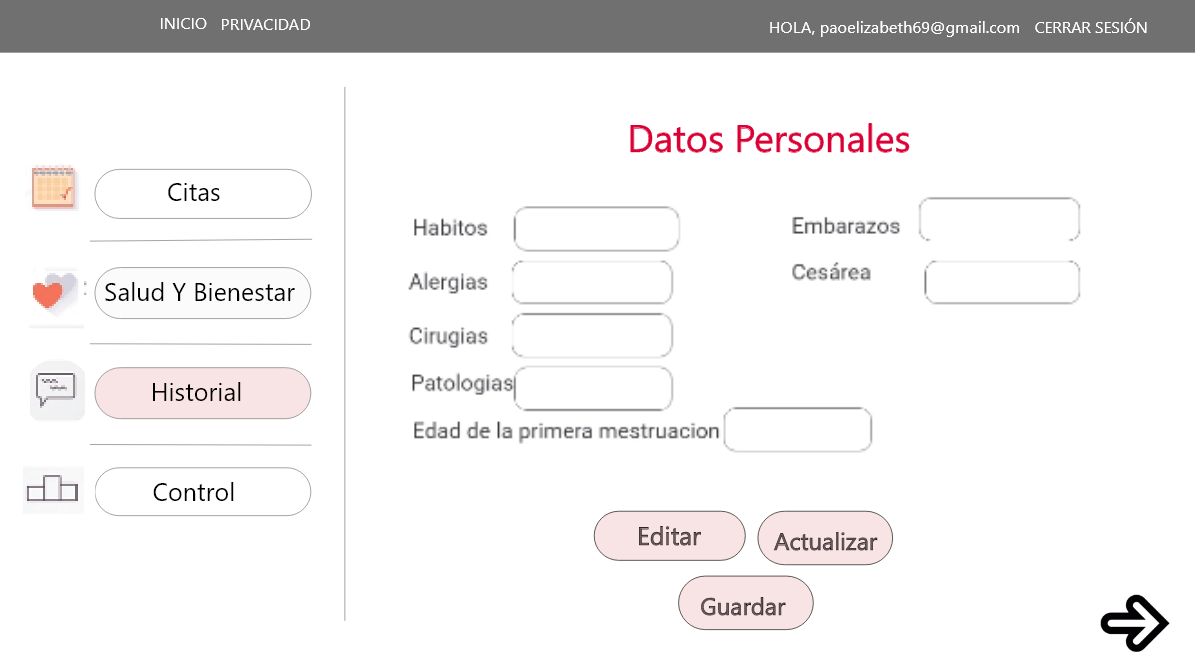 INICIO PRIVACIDAD
HOLA, paoelizabeth69@gmail.com CERRAR SESIÓN
Citas
Salud Y Bienestar
Historial
Control
Datos Personales
Habitos
Alergias
Cirugias
Patologias
Edad de la primera mestruacion
Embarazos
Cesárea
Editar
Actualizar
Guardar